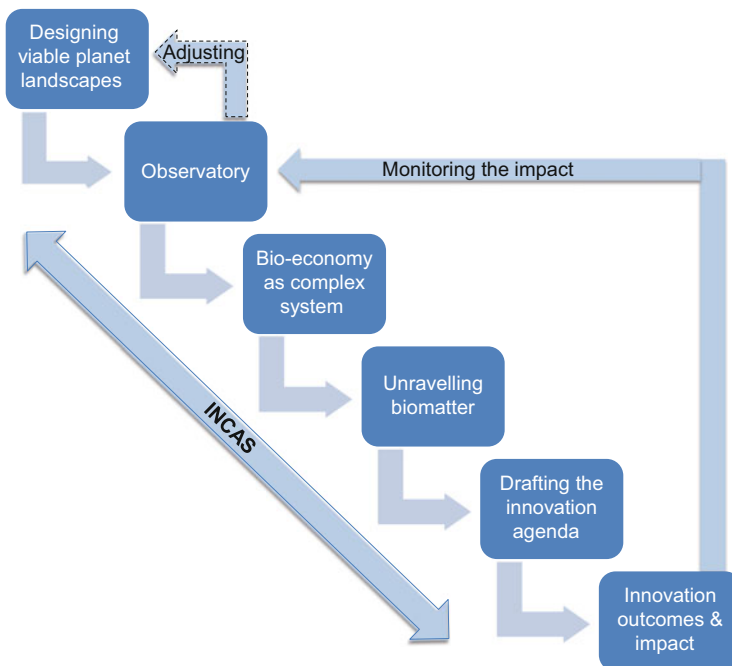 Designing
viable planet
landscapes
Adjusting
Observatory
Monitoring the impact
Bio-economy
as complex
system
Unravelling
biomatter
INCAS
Drafting the
innovation
agenda
Innovation
outcomes &
impact